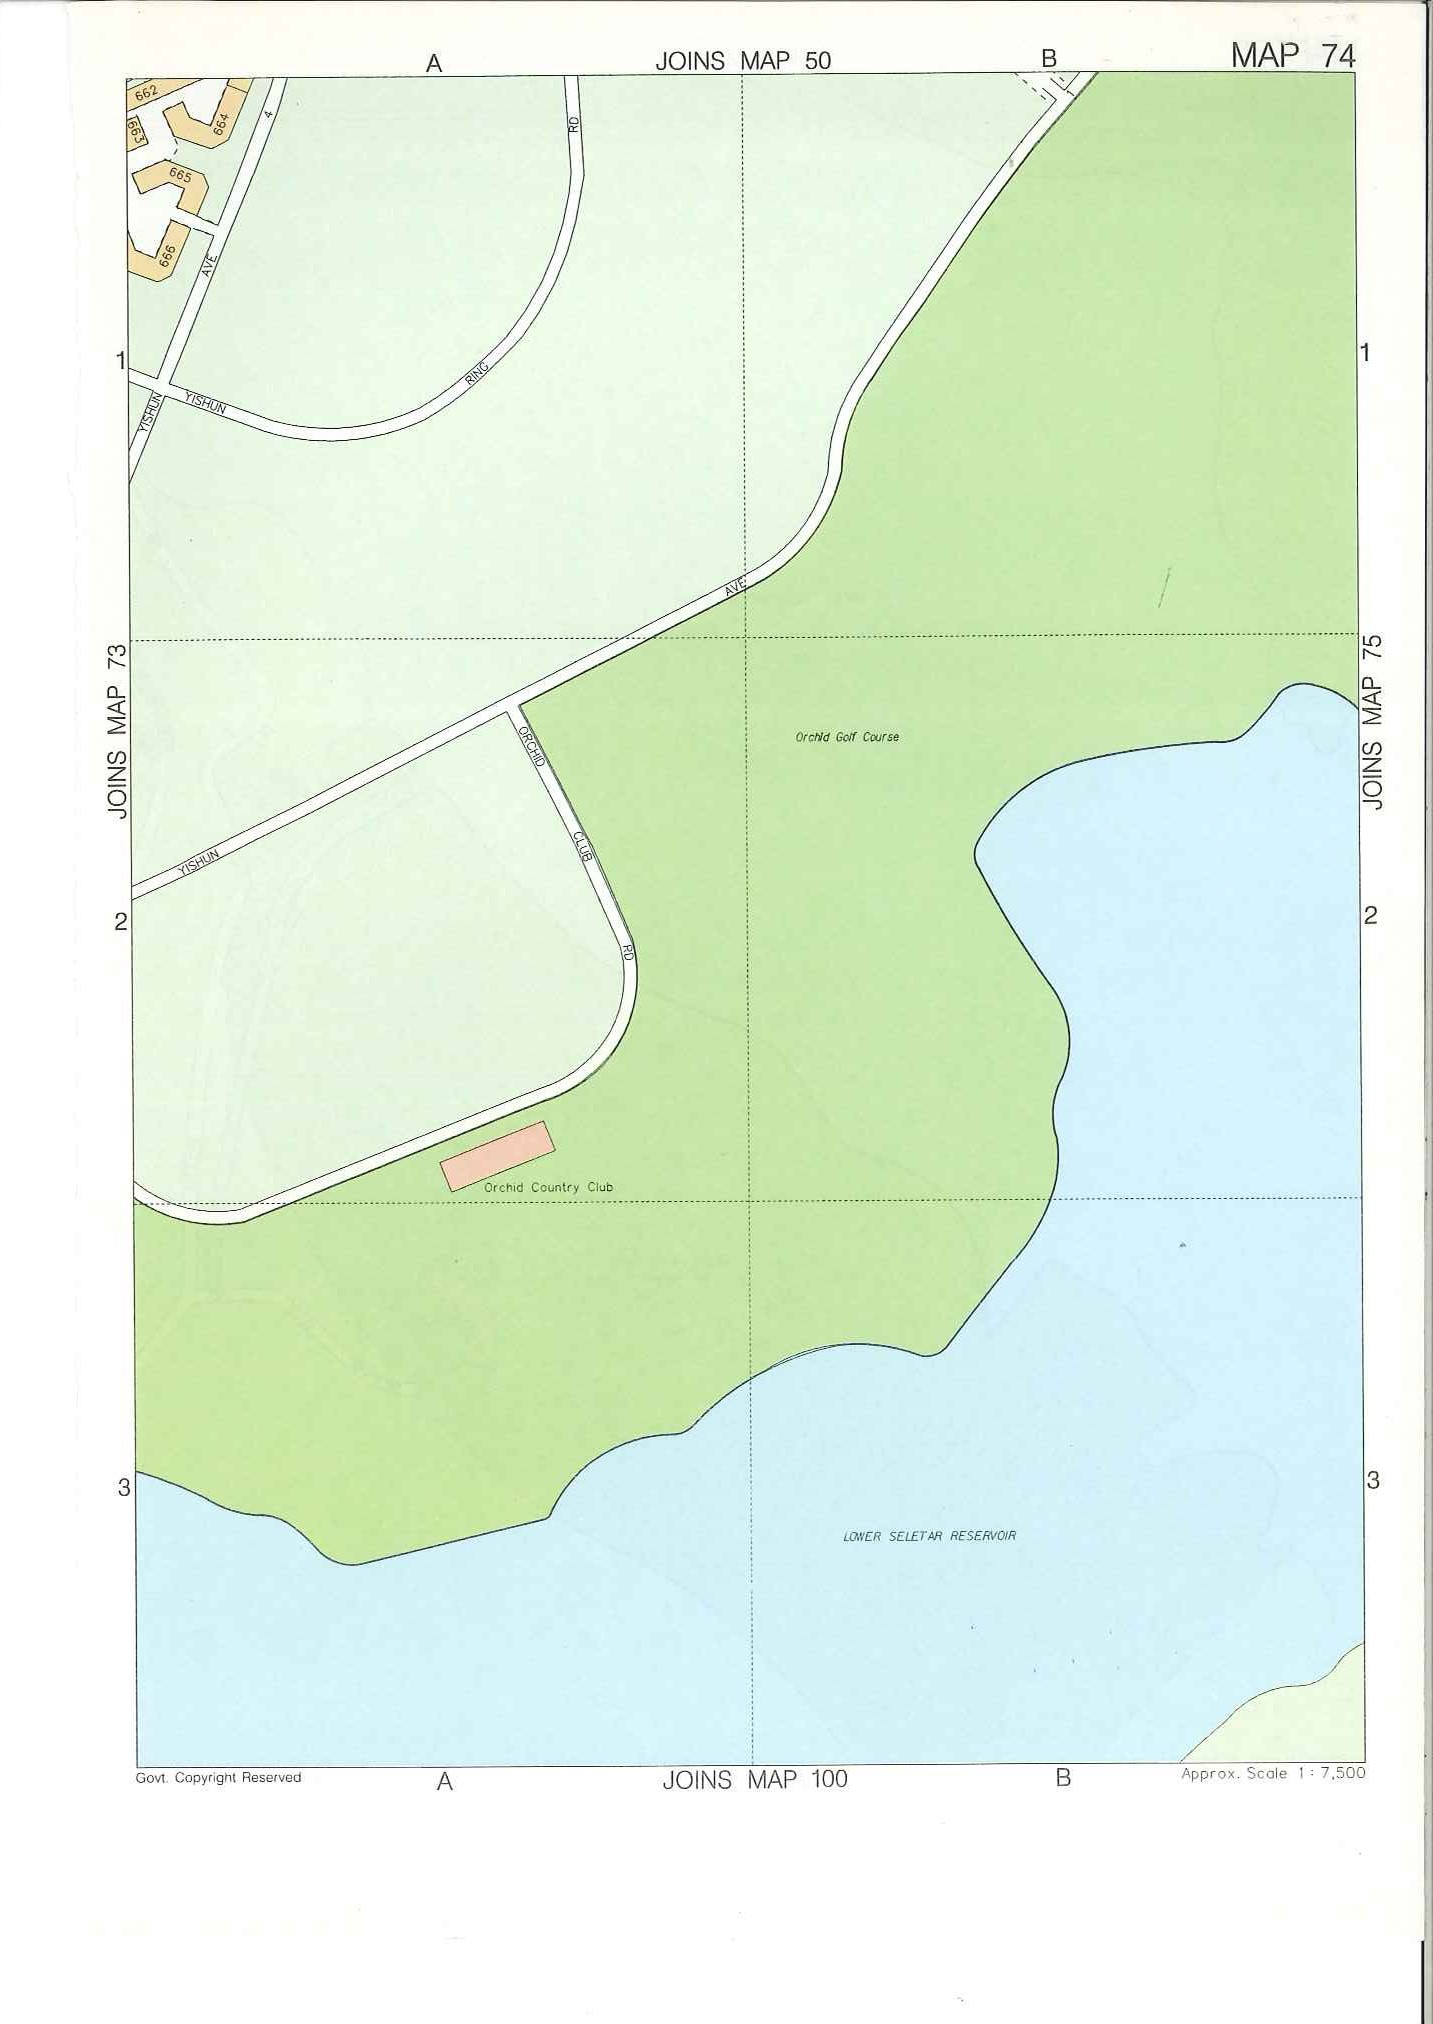 A
JOINS MAP 50
B
MAP 74
662
663
664
665
666
4
AVE
YISHUN
RD
RING
YISHUN
1
1
1
AVE
YISHUN
JOINS MAP 73
JOINS MAP 75
ORCHID
CLUB
RD
Orchid Golf Course
2
2
Orchid Country Club
3
3
LOWER SELETAR RESERVOIR
Govt. Copyright Reserved
A
JOINS MAP 100
B
Approx. Scale 1 : 7,500